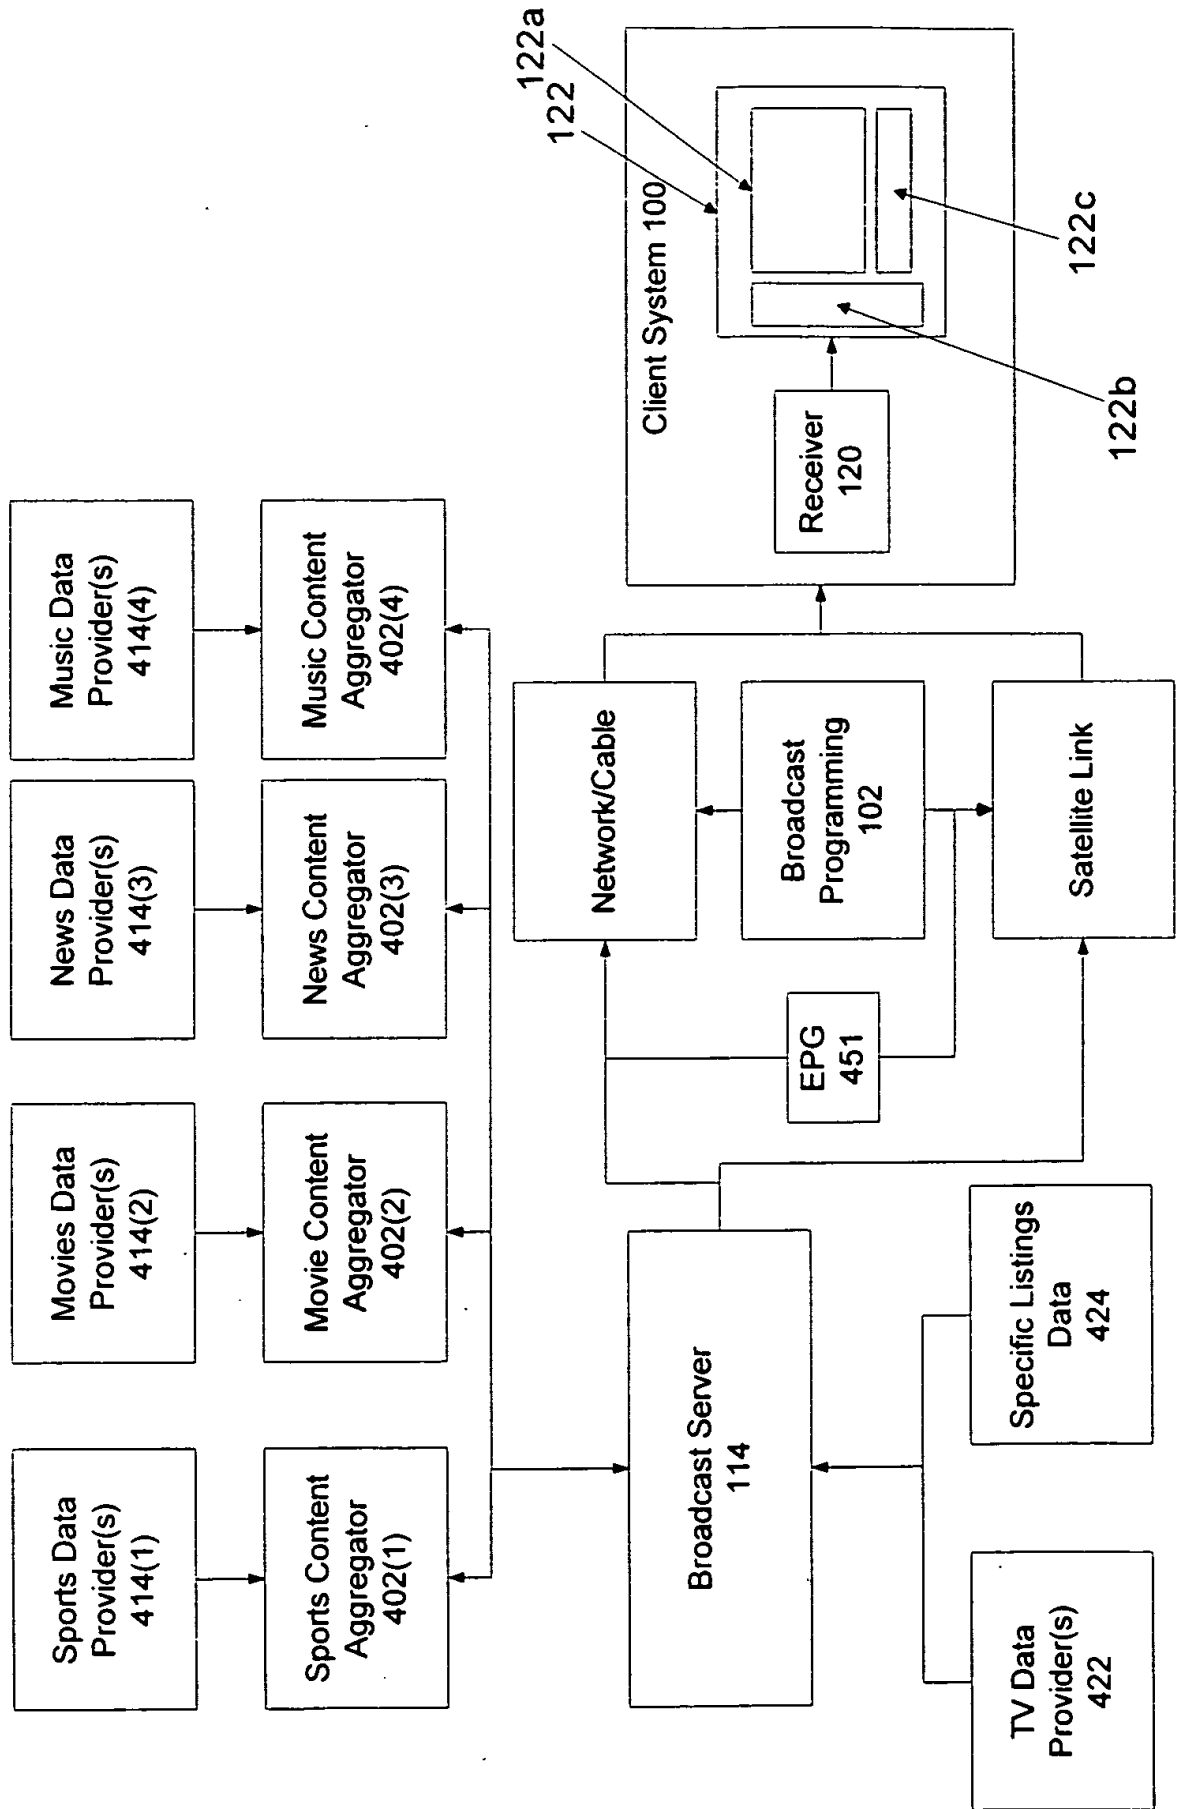 Sports Data
Provider(s)
414(1)
Movies Data
Provider(s)
414(2)
News Data
Provider(s)
414(3)
Music Data
Provider(s)
414(4)
Sports Content
Aggregator
402(1)
Movie Content
Aggregator
402(2)
News Content
Aggregator
402(3)
Music Content
Aggregator
402(4)
Broadcast Server
114
TV Data
Provider(s)
422
Specific Listings
Data
424
EPG
451
Network/Cable
Broadcast
Programming
102
Satellite Link
Client System 100
Receiver
120
122
122a
122b
122c